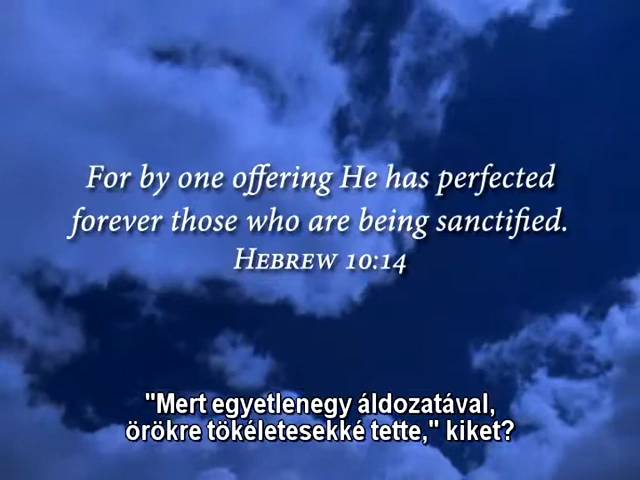 For by one offering He has perfected
forever those who are being sanctified.
HEBREW 10:14
"Mert egyetlenegy áldozatával,
örökre tökéletesekké tette," kiket?